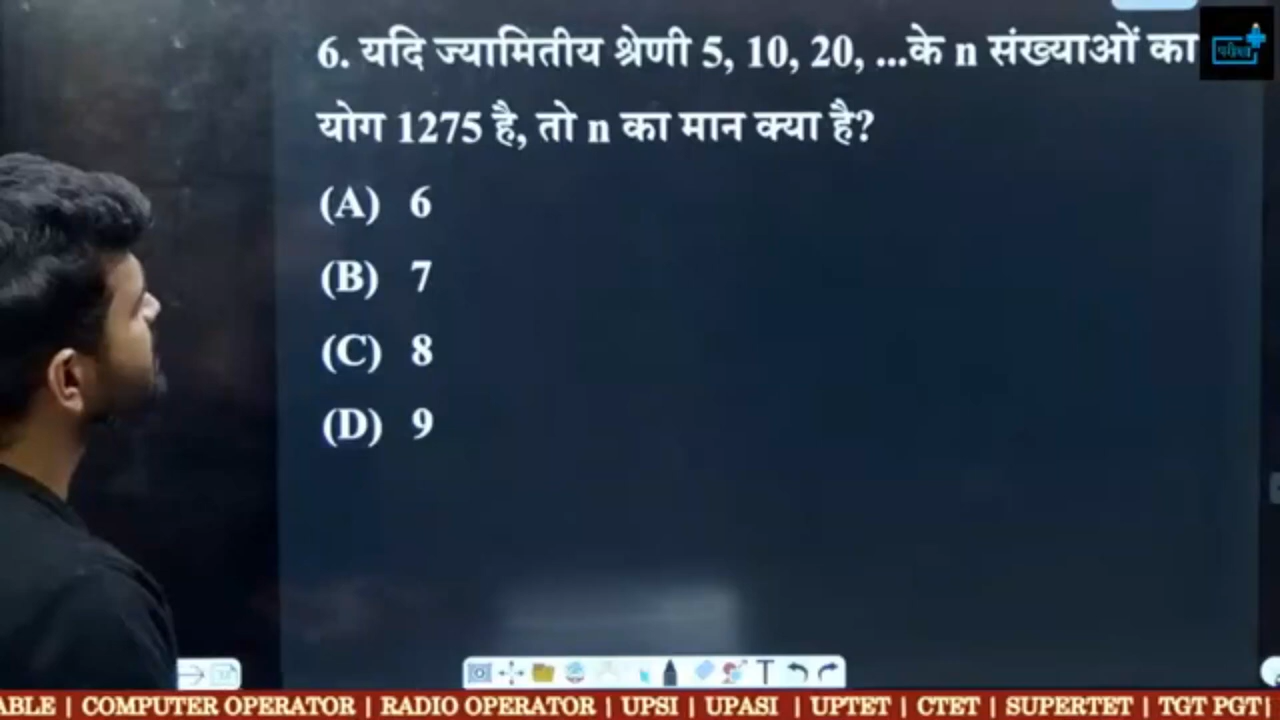 6. यदि ज्यामितीय श्रेणी 5, 10, 20, ...के n संख्याओं का
योग 1275 है, तो n का मान क्या है?
(A) 6
(B) 7
(C) 8
(D) 9
परीक्षा
T
ABLE | COMPUTER OPERATOR | RADIO OPERATOR | UPSI | UPASI | UPTET | CTET | SUPERTET | TGT PGT |